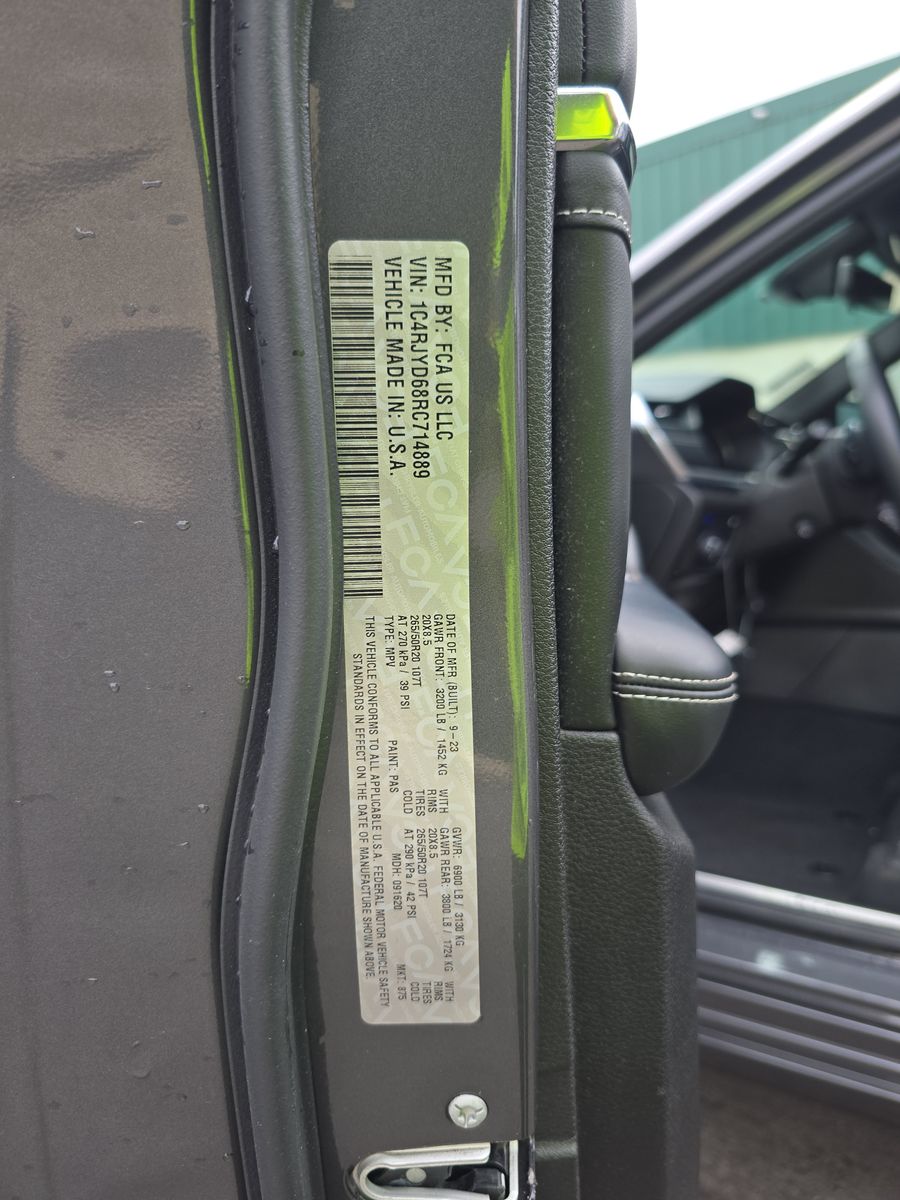 MFD BY: FCA US LLC
VIN: 1C4RJYD68RC714889
VEHICLE MADE IN: U.S.A.
DATE OF MFR (BUILT): 9-23 GVWR: 6900 LB / 3130 KG
GAWR FRONT: 3200 LB / 1452 KG WITH GAWR REAR: 3800 LB / 1724 KG WITH
20X8.5 RIMS 20X8.5 RIMS
265/50R20 107T TIRES 265/50R20 107T TIRES
AT 270 kPa / 39 PSI COLD AT 290 kPa / 42 PSI COLD
TYPE: MPV PAINT: PAS MDH: 091620 MKT: 875
THIS VEHICLE CONFORMS TO ALL APPLICABLE U.S.A. FEDERAL MOTOR VEHICLE SAFETY
STANDARDS IN EFFECT ON THE DATE OF MANUFACTURE SHOWN ABOVE.